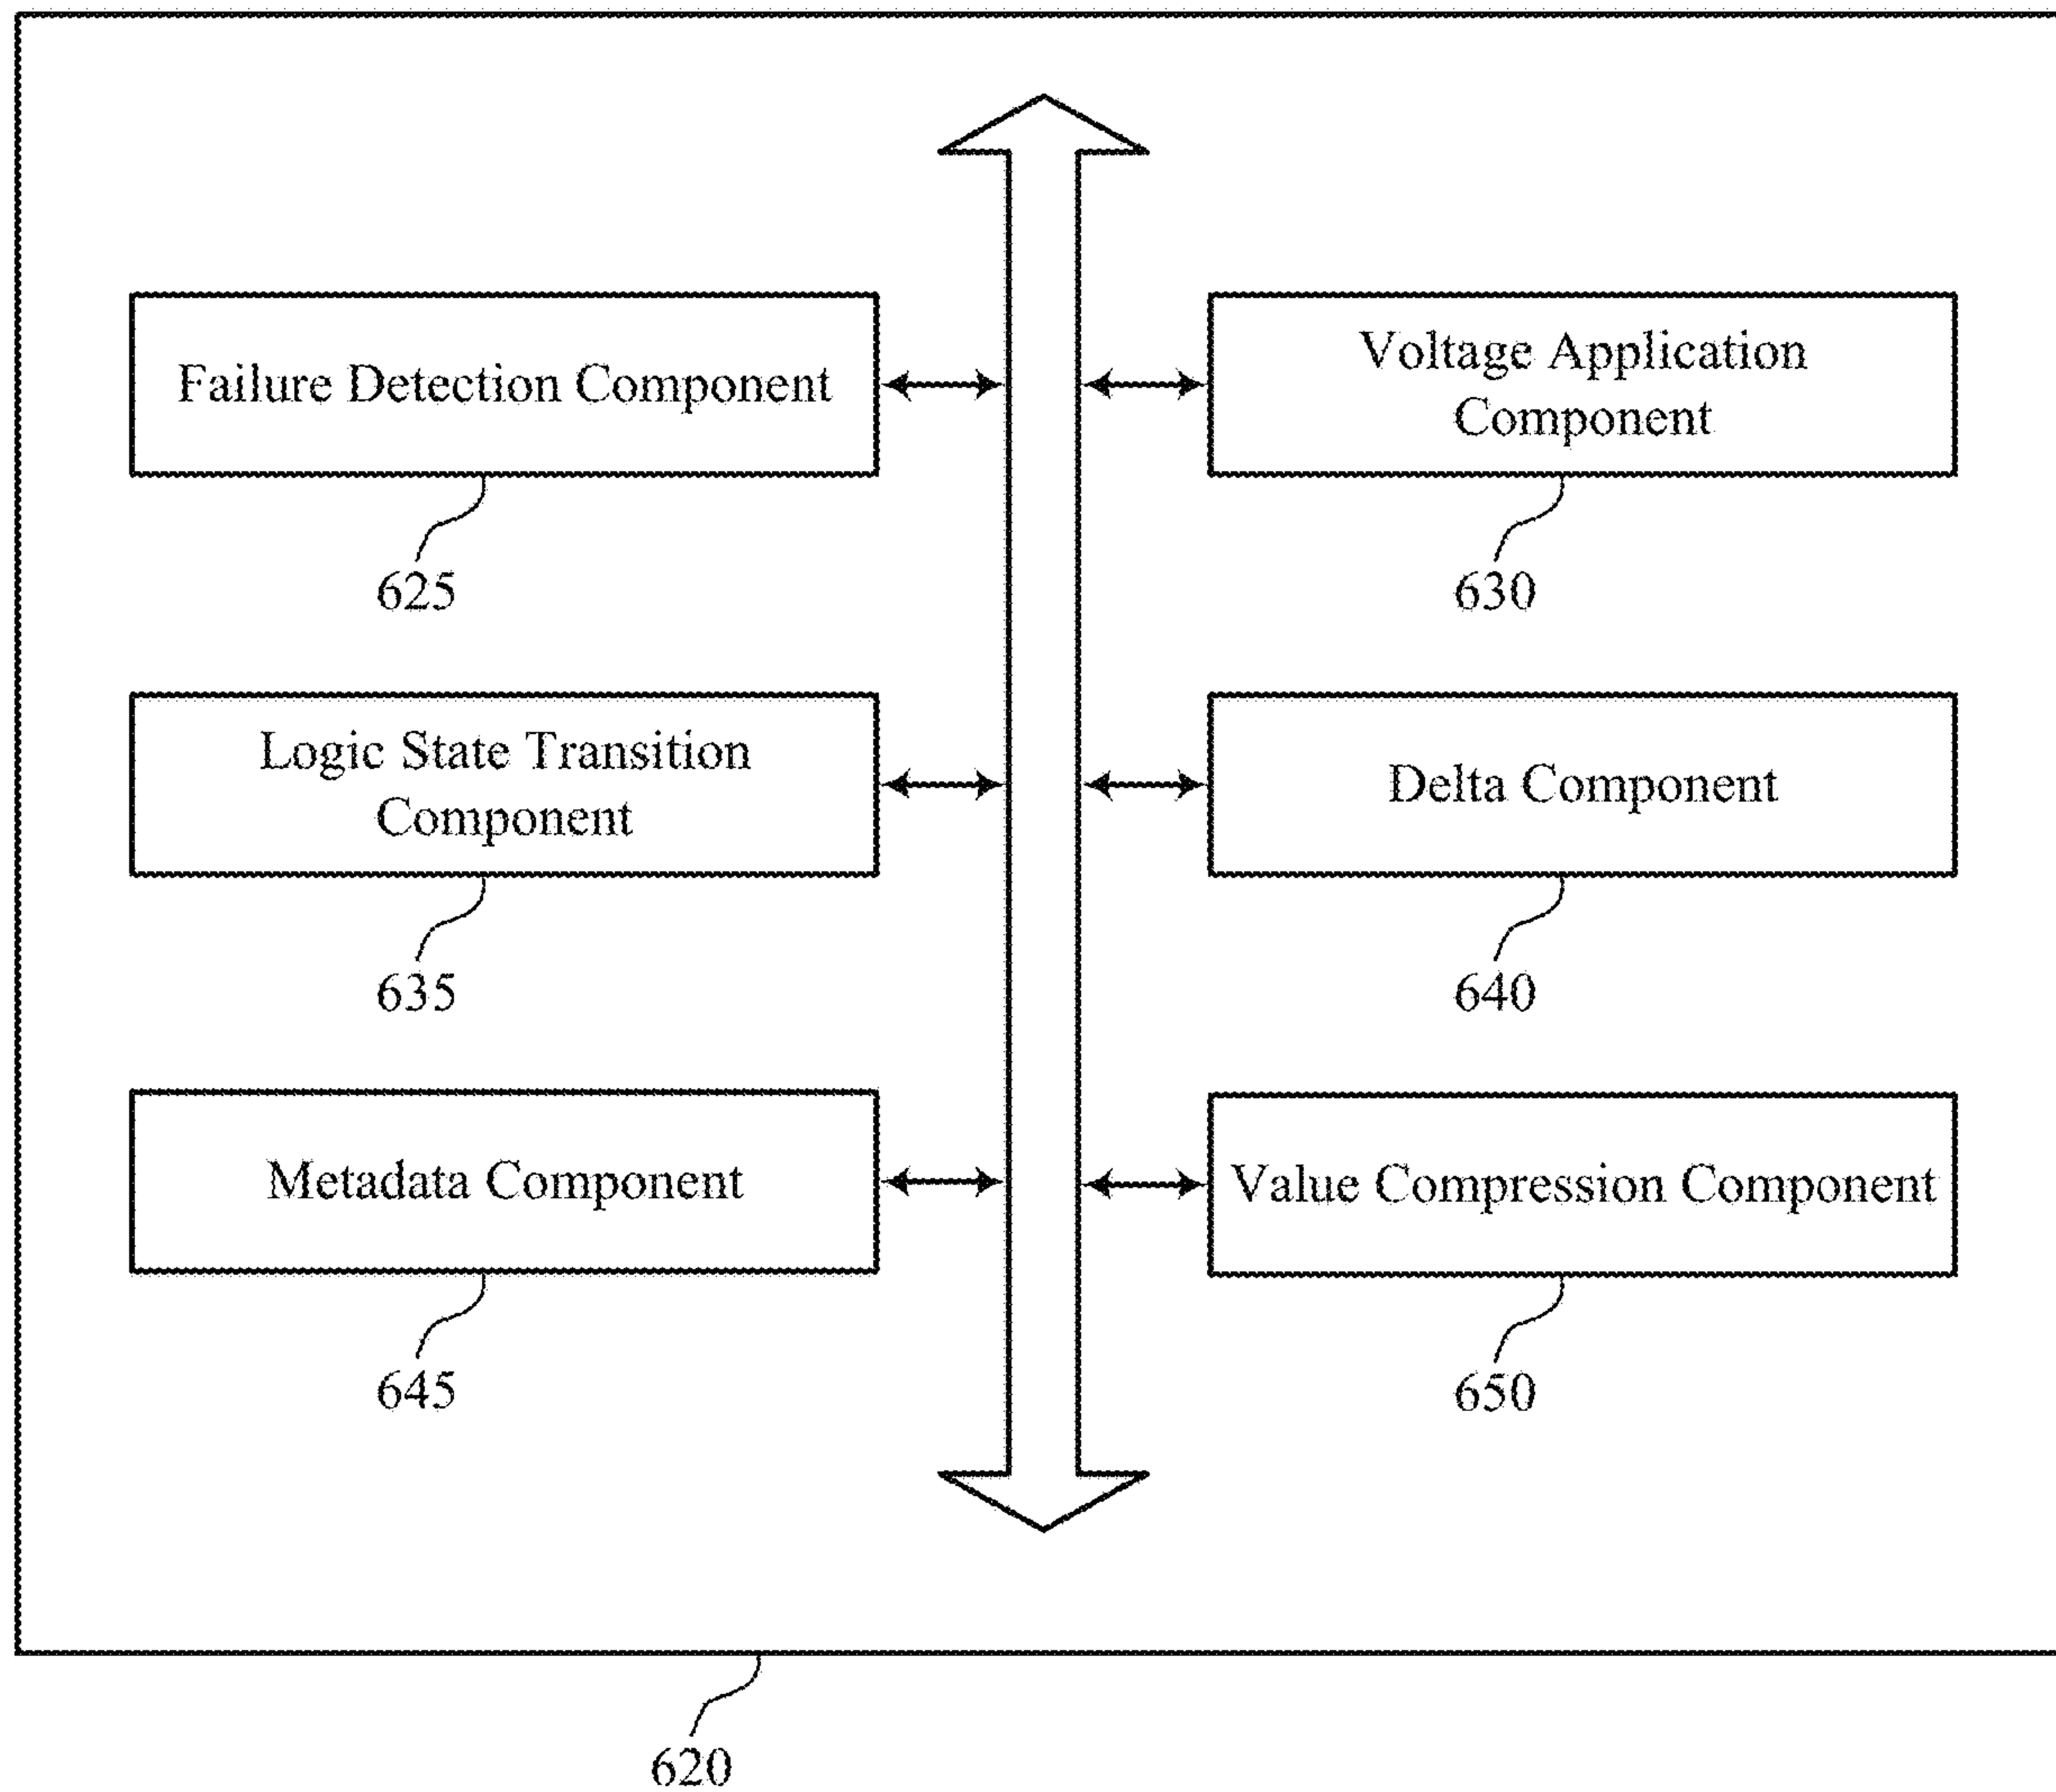 Failure Detection Component
625
Voltage Application
Component
630
Logic State Transition
Component
635
Delta Component
640
Metadata Component
645
Value Compression Component
650
620